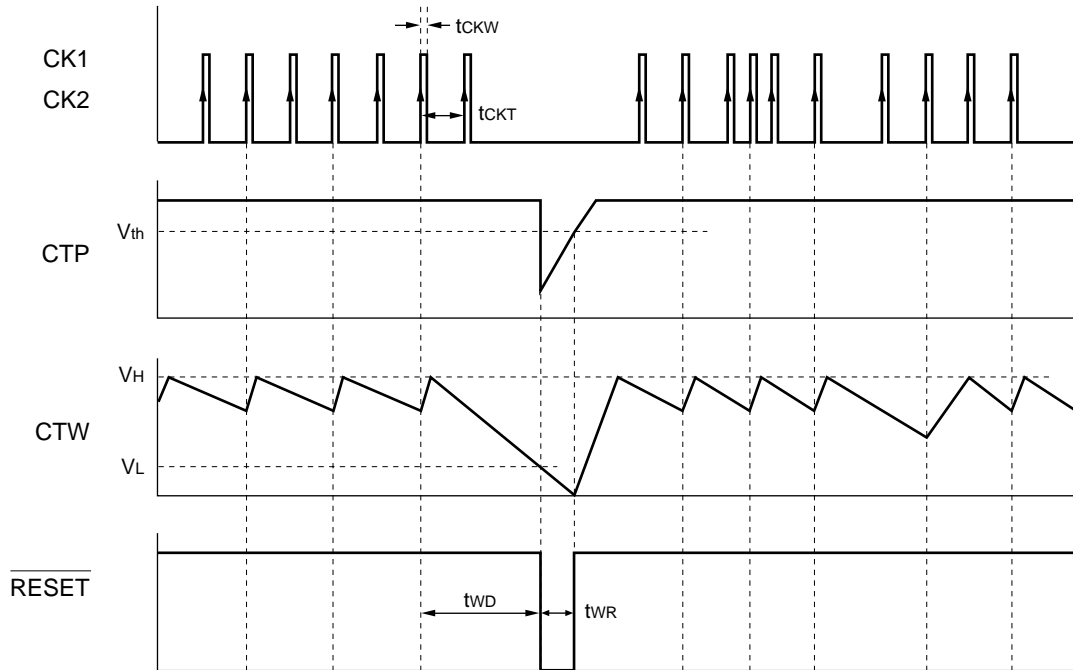 tCKW
CK1
CK2
tCKT
Vth
CTP
VH
CTW
VL
RESET
tWD
tWR